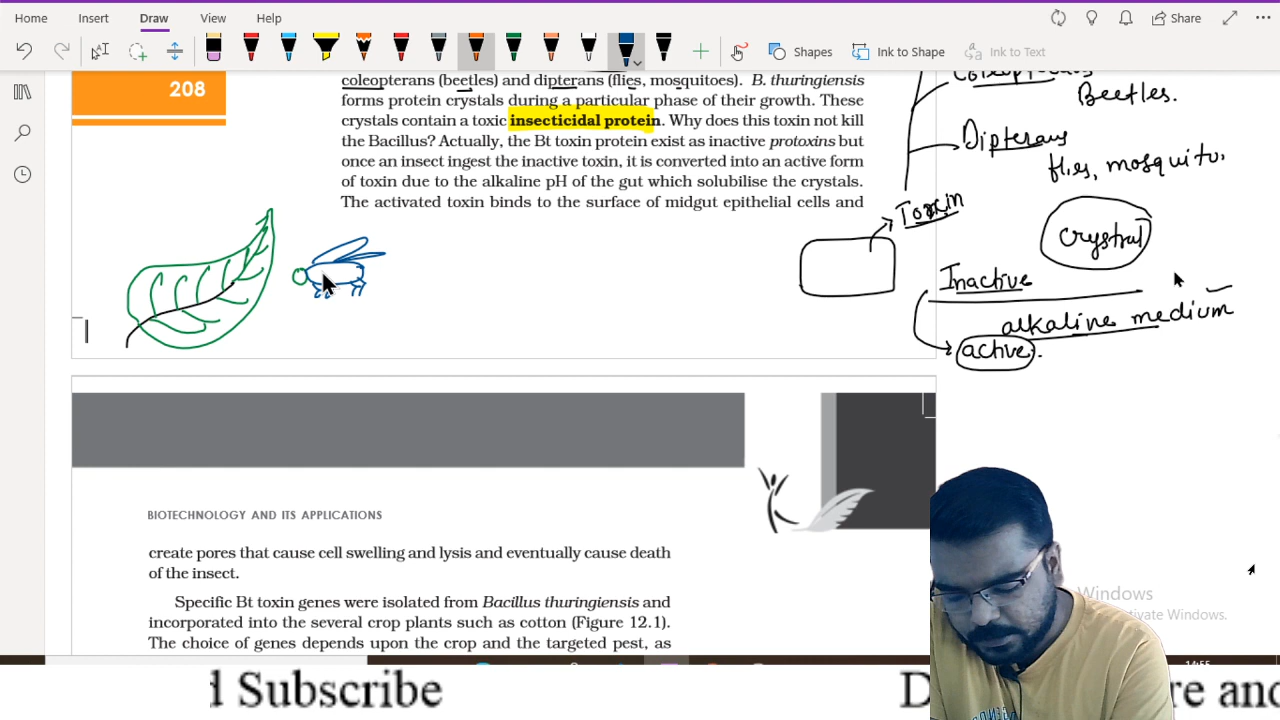 Home Insert Draw View Help Share
Shapes Ink to Shape Ink to Text
208
coleopterans (beetles) and dipterans (flies, mosquitoes). B. thuringiensis
forms protein crystals during a particular phase of their growth. These
crystals contain a toxic insecticidal protein. Why does this toxin not kill
the Bacillus? Actually, the Bt toxin protein exist as inactive protoxins but
once an insect ingest the inactive toxin, it is converted into an active form
of toxin due to the alkaline pH of the gut which solubilise the crystals.
The activated toxin binds to the surface of midgut epithelial cells and
Beetles.
Dipterans
flies, mosquito.
Toxin
crystal
Inactive
alkaline medium
active.
BIOTECHNOLOGY AND ITS APPLICATIONS
create pores that cause cell swelling and lysis and eventually cause death
of the insect.
Specific Bt toxin genes were isolated from Bacillus thuringiensis and
incorporated into the several crop plants such as cotton (Figure 12.1).
The choice of genes depends upon the crop and the targeted pest, as
Windows
tivate Windows.
14:55
d Subscribe
D
re and